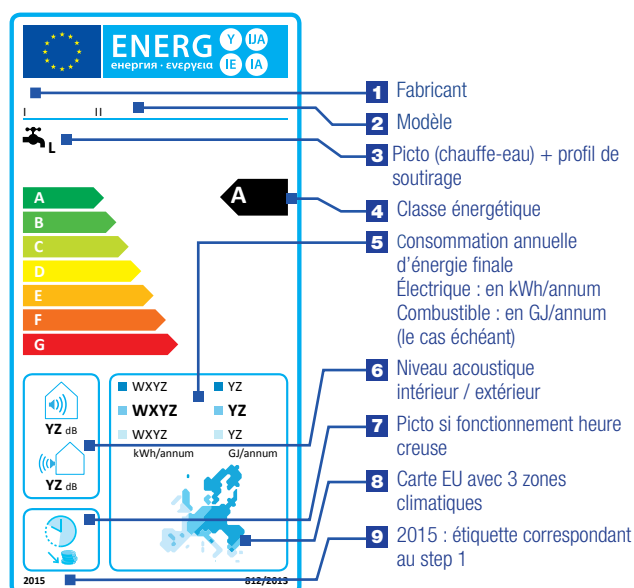 ENERG Y IJA
енергия · ενεργεια IE IA
I II
L
A
A
B
C
D
E
F
G
WXYZ YZ
WXYZ YZ
WXYZ YZ
kWh/annum GJ/annum
YZ dB
YZ dB
2015 812/2013
1 Fabricant
2 Modèle
3 Picto (chauffe-eau) + profil de
soutirage
4 Classe énergétique
5 Consommation annuelle
d'énergie finale
Électrique : en kWh/annum
Combustible : en GJ/annum
(le cas échéant)
6 Niveau acoustique
intérieur / extérieur
7 Picto si fonctionnement heure
creuse
8 Carte EU avec 3 zones
climatiques
9 2015 : étiquette correspondant
au step 1